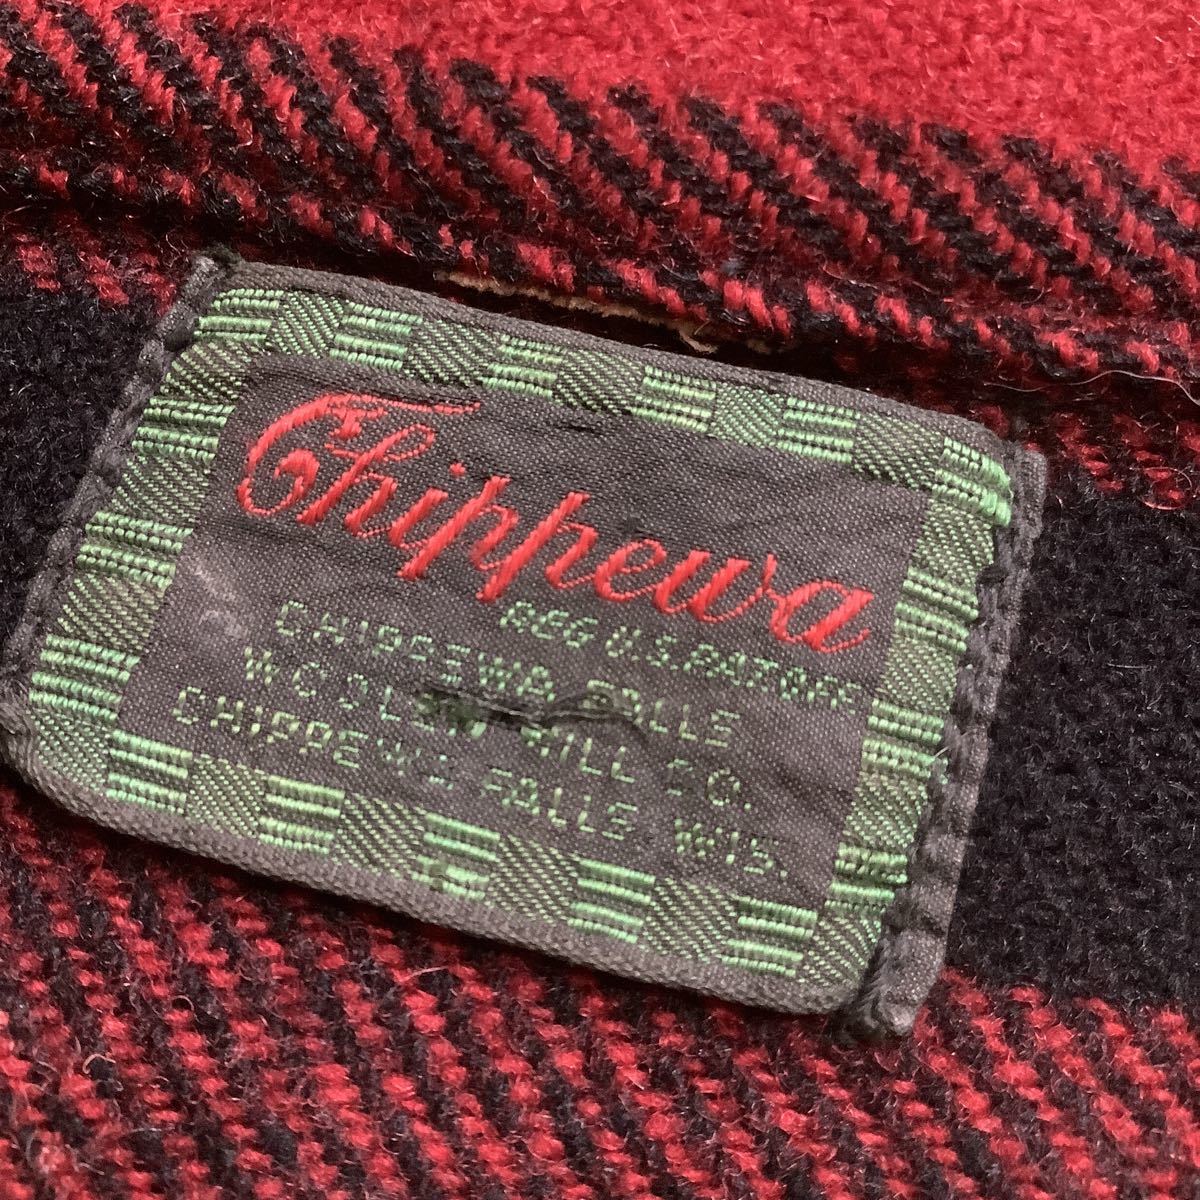 Chippewa
REG U.S. PAT. OFF.
CHIPPEWA FALLS
WOOLEN MILL CO.
CHIPPEWA FALLS, WIS.